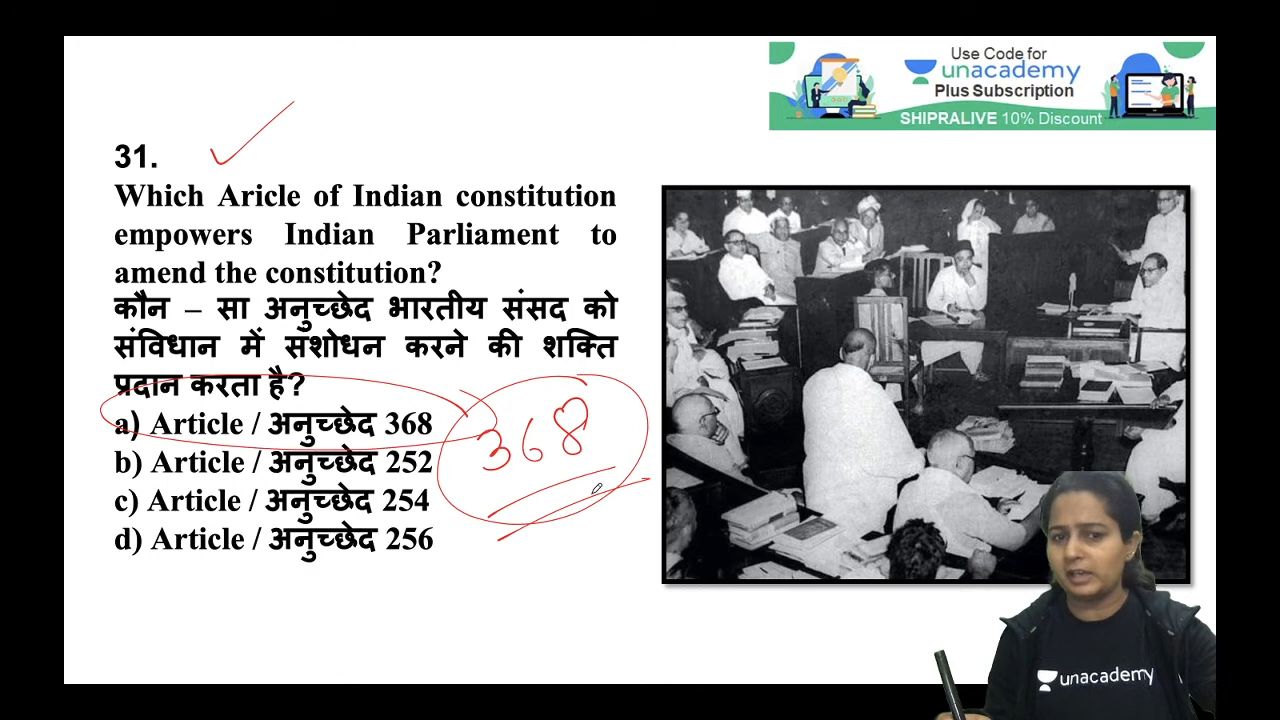 Use Code for
unacademy
Plus Subscription
SHIPRALIVE 10% Discount
31.
Which Aricle of Indian constitution
empowers Indian Parliament to
amend the constitution?
कौन – सा अनुच्छेद भारतीय संसद को
संविधान में संशोधन करने की शक्ति
प्रदान करता है?
a) Article / अनुच्छेद 368
b) Article / अनुच्छेद 252
c) Article / अनुच्छेद 254
d) Article / अनुच्छेद 256
368
unacademy